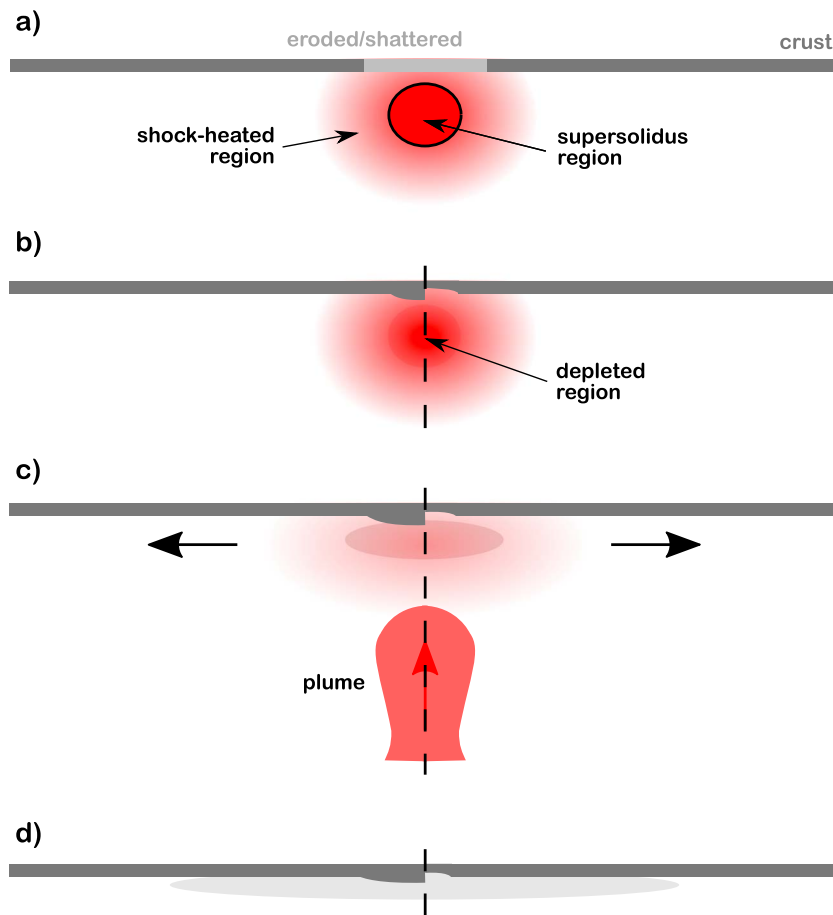 a)
eroded/shattered
crust
shock-heated
region
supersolidus
region
b)
depleted
region
c)
plume
d)